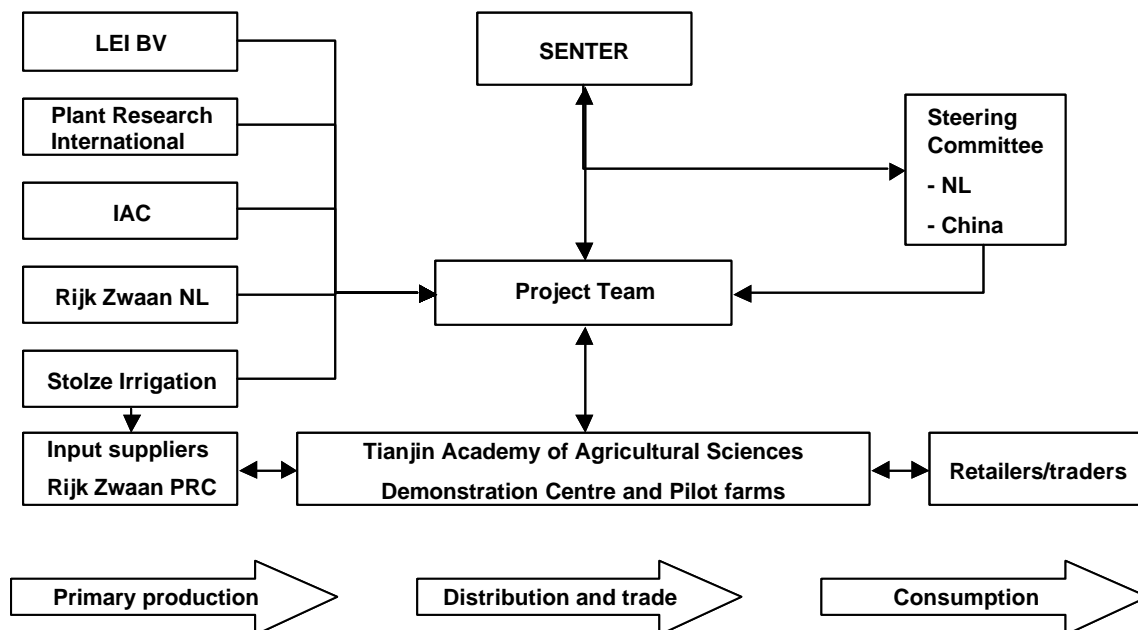 LEI BV
SENTER
Plant Research
International
Steering
Committee
- NL
- China
IAC
Rijk Zwaan NL
Project Team
Stolze Irrigation
Input suppliers
Rijk Zwaan PRC
Tianjin Academy of Agricultural Sciences
Demonstration Centre and Pilot farms
Retailers/traders
Primary production
Distribution and trade
Consumption